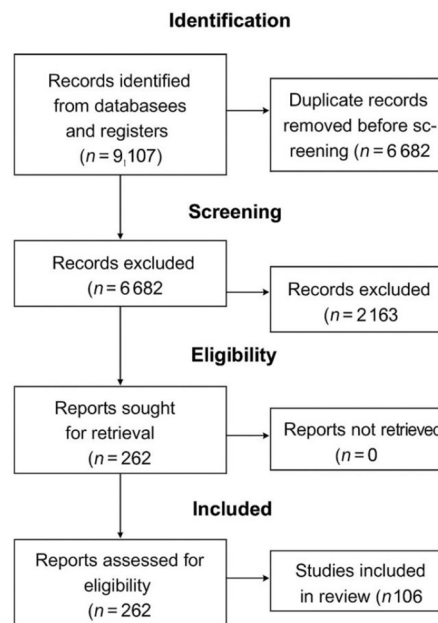 Identification
Records identified
from databasees
and registers
(n = 9,107)
Duplicate records
removed before sc-
reening (n = 6 682
Screening
Records excluded
(n = 6 682
Records excluded
(n = 2 163
Eligibility
Reports sought
for retrieval
(n = 262
Reports not retrieved
(n = 0
Included
Reports assessed for
eligibility
(n = 262
Studies included
in review (n106